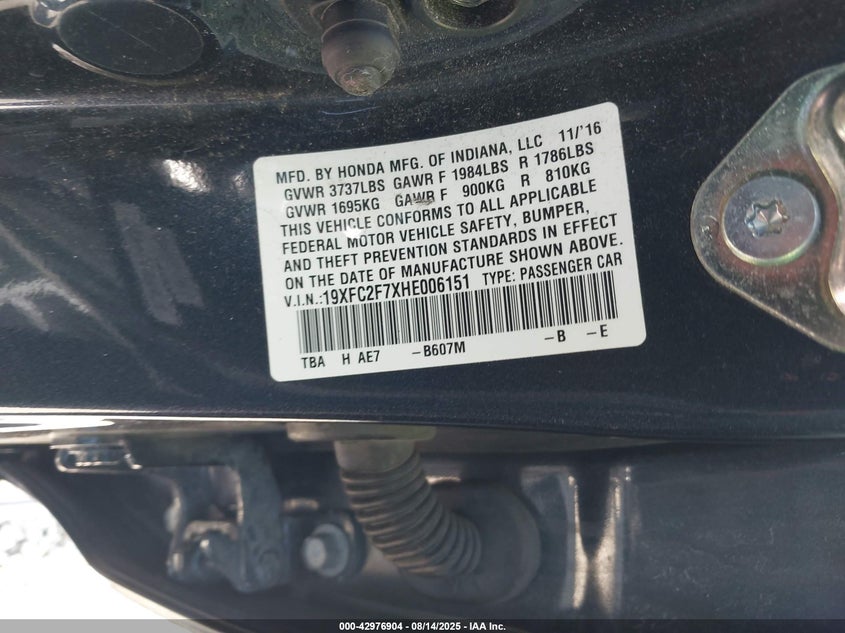 MFD. BY HONDA MFG. OF INDIANA, LLC 11/'16
GVWR 3737LBS GAWR F 1984LBS R 1786LBS
GVWR 1695KG GAWR F 900KG R 810KG
THIS VEHICLE CONFORMS TO ALL APPLICABLE
FEDERAL MOTOR VEHICLE SAFETY, BUMPER,
AND THEFT PREVENTION STANDARDS IN EFFECT
ON THE DATE OF MANUFACTURE SHOWN ABOVE.
V.I.N.:19XFC2F7XHE006151 TYPE: PASSENGER CAR
TBA H AE7 -B607M -B -E
000-42976904 - 08/14/2025 - IAA Inc.